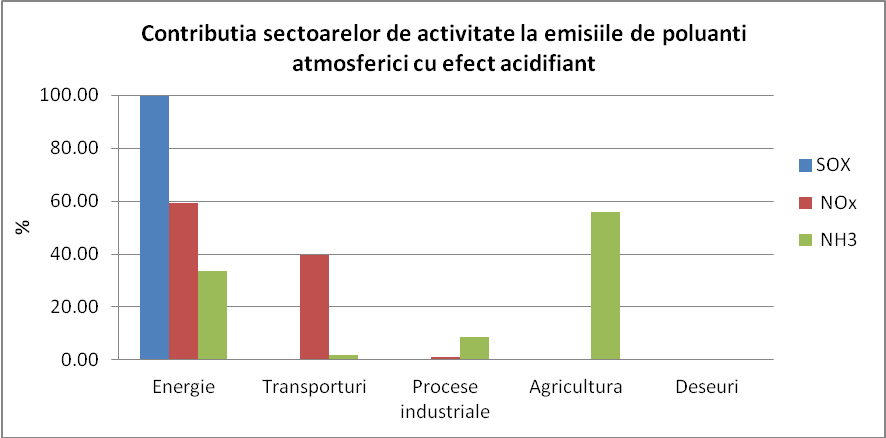 Contributia sectoarelor de activitate la emisiile de poluanti
atmosferici cu efect acidifiant
100.00
80.00
60.00
40.00
20.00
0.00
%
Energie
Transporturi
Procese
industriale
Agricultura
Deseuri
SOX
NOx
NH3